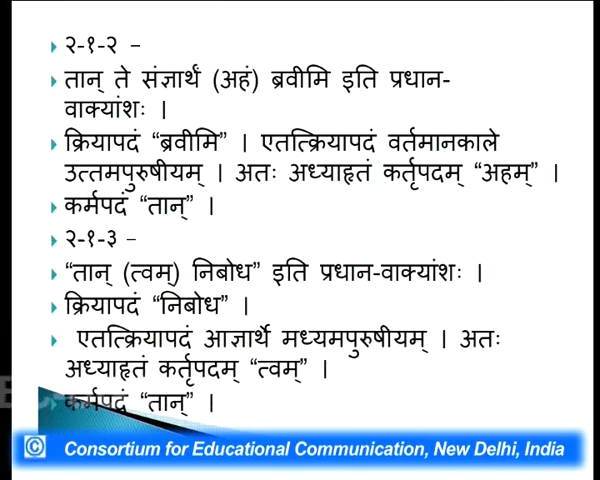 २-१-२ –
तान् ते संज्ञार्थं (अहं) ब्रवीमि इति प्रधान-
वाक्यांशः ।
क्रियापदं “ब्रवीमि” । एतत्क्रियापदं वर्तमानकाले
उत्तमपुरुषीयम् । अतः अध्याहृतं कर्तृपदम् “अहम्” ।
कर्मपदं “तान्” ।
२-१-३ –
“तान् (त्वम्) निबोध” इति प्रधान-वाक्यांशः ।
क्रियापदं “निबोध” ।
एतत्क्रियापदं आज्ञार्थे मध्यमपुरुषीयम् । अतः
अध्याहृतं कर्तृपदम् “त्वम्” ।
कर्मपदं “तान्” ।
© Consortium for Educational Communication, New Delhi, India